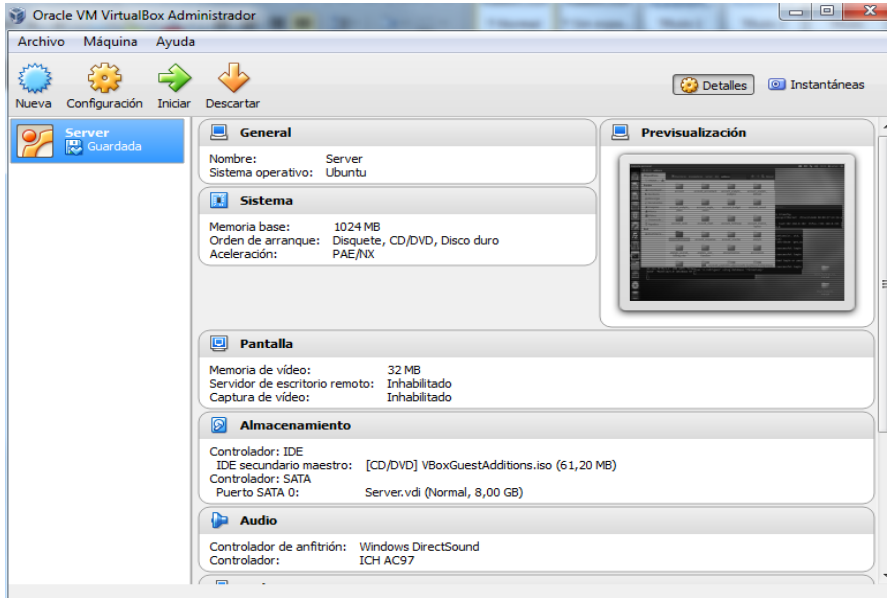 Oracle VM VirtualBox Administrador
Archivo Máquina Ayuda
Nueva Configuración Iniciar Descartar
Detalles Instantáneas
Server
Guardada
General
Nombre: Server
Sistema operativo: Ubuntu
Previsualización
Sistema
Memoria base: 1024 MB
Orden de arranque: Disquete, CD/DVD, Disco duro
Aceleración: PAE/NX
Pantalla
Memoria de vídeo: 32 MB
Servidor de escritorio remoto: Inhabilitado
Captura de vídeo: Inhabilitado
Almacenamiento
Controlador: IDE
IDE secundario maestro: [CD/DVD] VBoxGuestAdditions.iso (61,20 MB)
Controlador: SATA
Puerto SATA 0: Server.vdi (Normal, 8,00 GB)
Audio
Controlador de anfitrión: Windows DirectSound
Controlador: ICH AC97